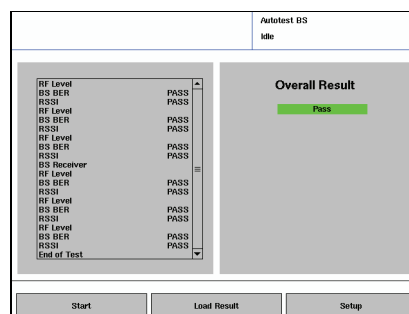 Autotest BS
Idle
RF Level
BS BER PASS
RSSI PASS
RF Level
BS BER PASS
RSSI PASS
RF Level
BS BER PASS
RSSI PASS
BS Receiver
RF Level
BS BER PASS
RSSI PASS
RF Level
BS BER PASS
RSSI PASS
RF Level
BS BER PASS
RSSI PASS
End of Test
Overall Result
Pass
Start
Load Result
Setup